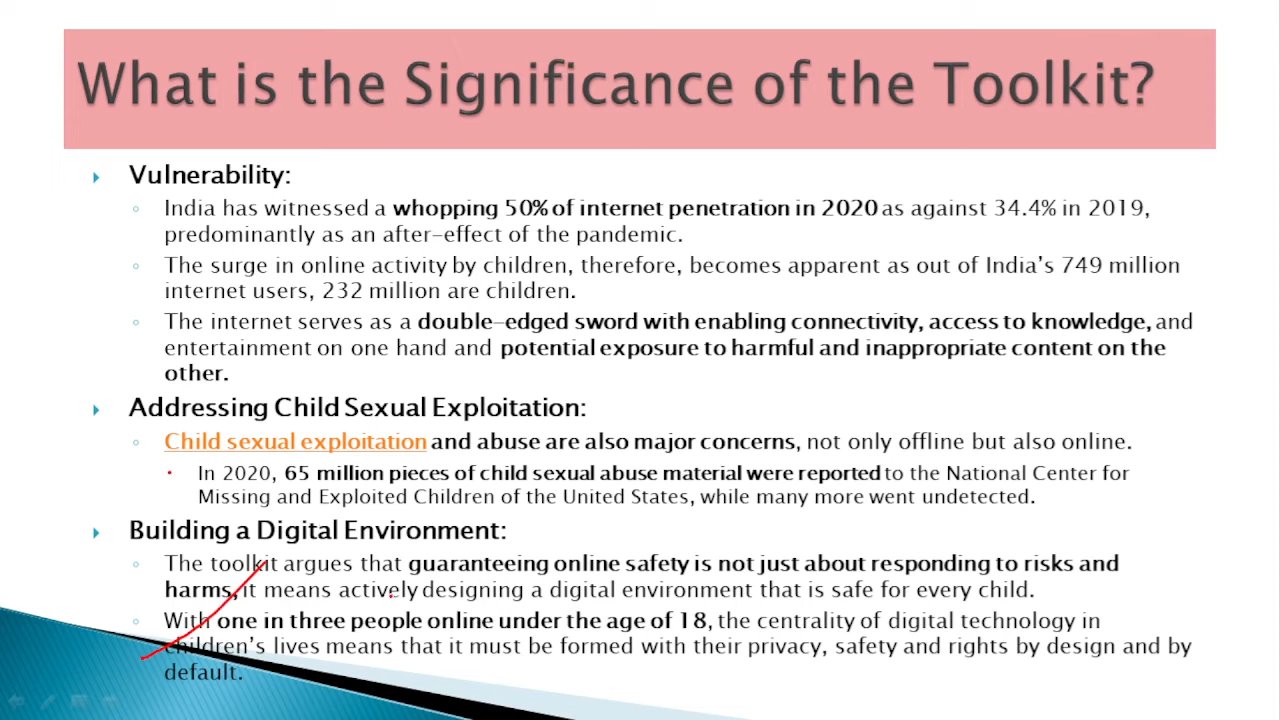 What is the Significance of the Toolkit?
Vulnerability:
India has witnessed a whopping 50% of internet penetration in 2020 as against 34.4% in 2019,
predominantly as an after-effect of the pandemic.
The surge in online activity by children, therefore, becomes apparent as out of India's 749 million
internet users, 232 million are children.
The internet serves as a double-edged sword with enabling connectivity, access to knowledge, and
entertainment on one hand and potential exposure to harmful and inappropriate content on the
other.
Addressing Child Sexual Exploitation:
Child sexual exploitation and abuse are also major concerns, not only offline but also online.
In 2020, 65 million pieces of child sexual abuse material were reported to the National Center for
Missing and Exploited Children of the United States, while many more went undetected.
Building a Digital Environment:
The toolkit argues that guaranteeing online safety is not just about responding to risks and
harms, it means actively designing a digital environment that is safe for every child.
With one in three people online under the age of 18, the centrality of digital technology in
children's lives means that it must be formed with their privacy, safety and rights by design and by
default.